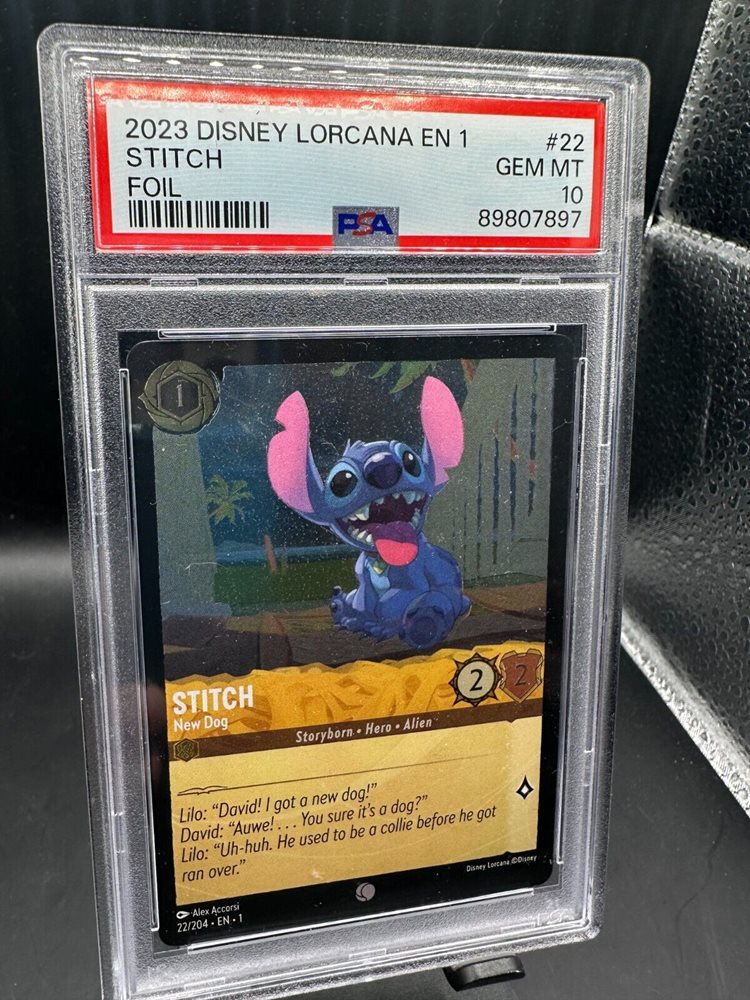 2023 DISNEY LORCANA EN 1
#22
STITCH
GEM MT
FOIL
10
PSA
89807897
1
STITCH
New Dog
2
2
Storyborn • Hero • Alien
Lilo: “David! I got a new dog!”
David: “Auwe! . . . You sure it’s a dog?”
Lilo: “Uh-huh. He used to be a collie before he got
ran over.”
Disney Lorcana ©Disney
Alex Accorsi
22/204 • EN • 1